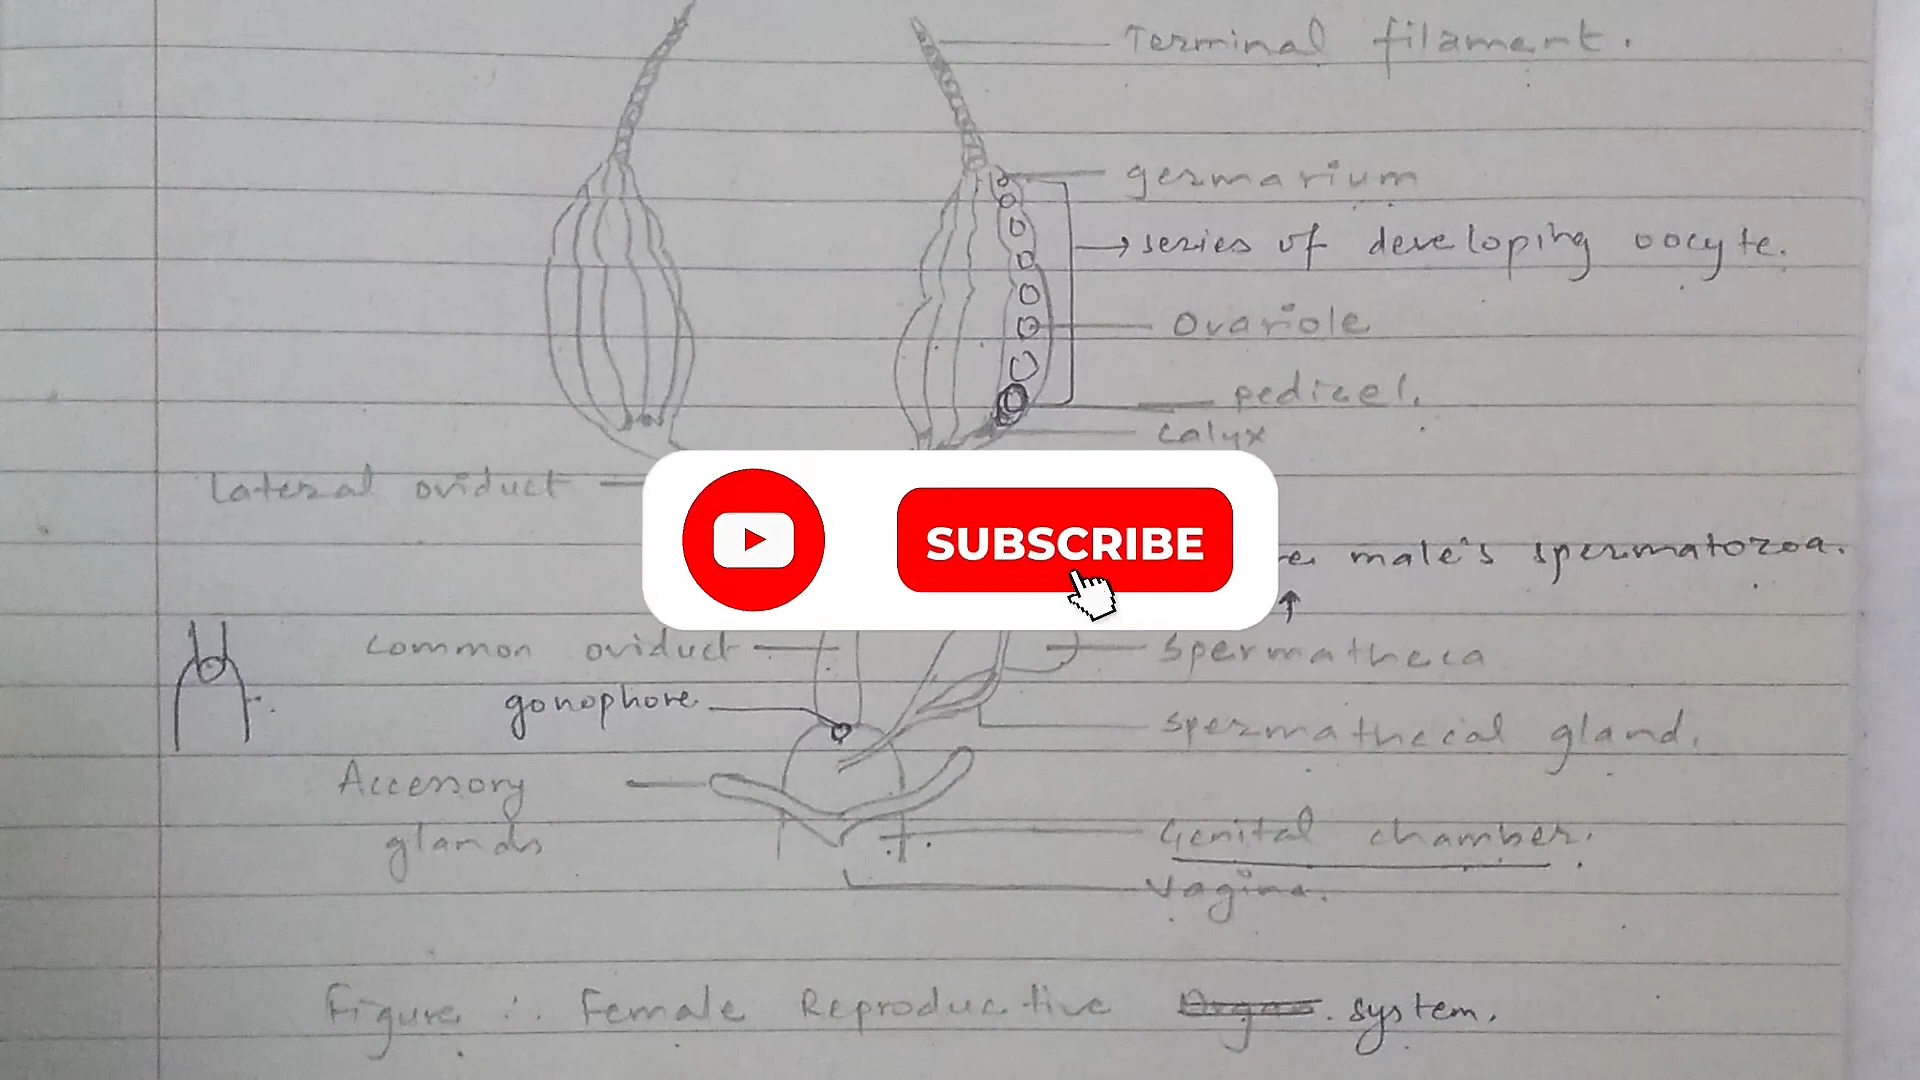 Terminal filament.
germarium
series of developing oocyte.
Ovariole
pedicel.
calyx
Lateral oviduct
SUBSCRIBE
male's spermatozoa.
common oviduct
spermatheca
gonophore
spermathecal gland.
Accessory
glands
Genital chamber.
Vagina.
Figure : Female Reproductive Organs. system.